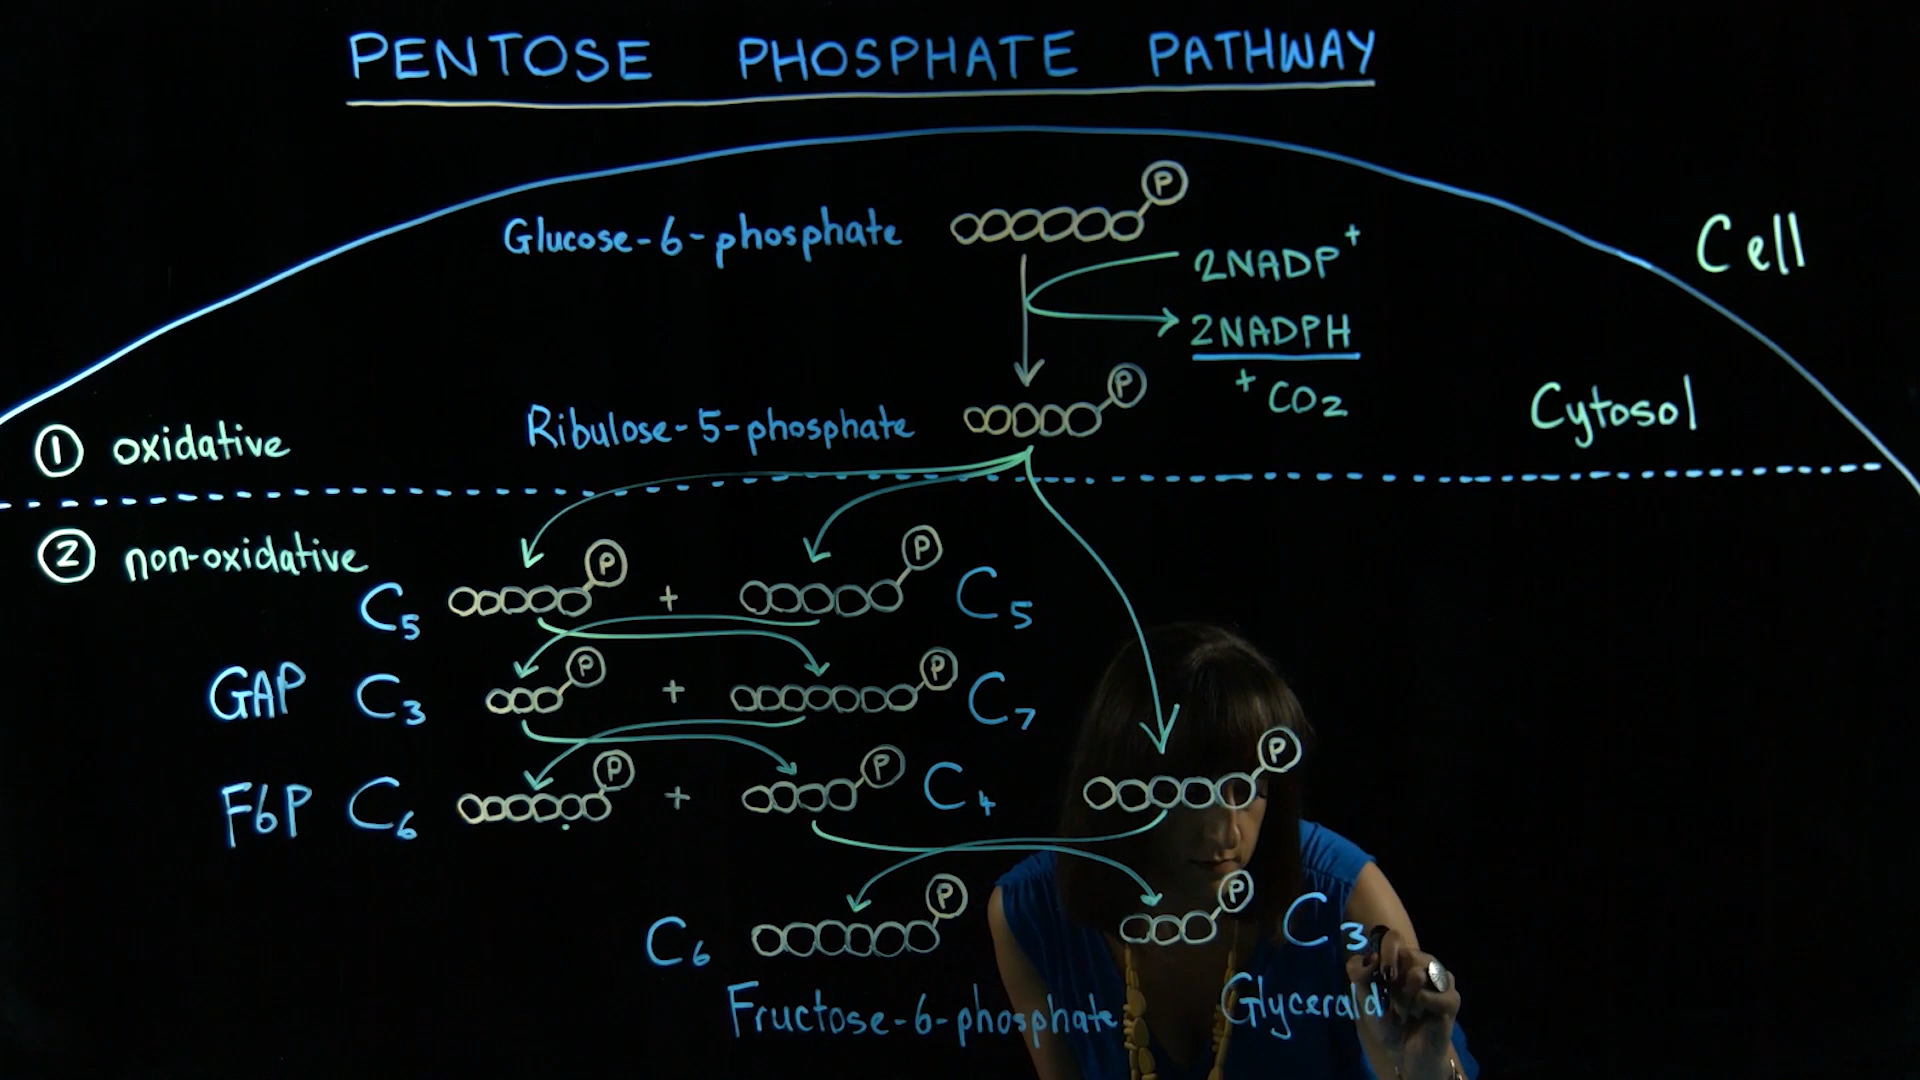 PENTOSE PHOSPHATE PATHWAY
P
Glucose-6-phosphate
Cell
2NADP+
2NADPH
+ CO2
P
Ribulose-5-phosphate
Cytosol
1 oxidative
2 non-oxidative
P
P
C5 + C5
P
P
GAP C3 + C7
P
P
P
F6P C6 + C4
P
P
C6
C3
Fructose-6-phosphate
Glycerald